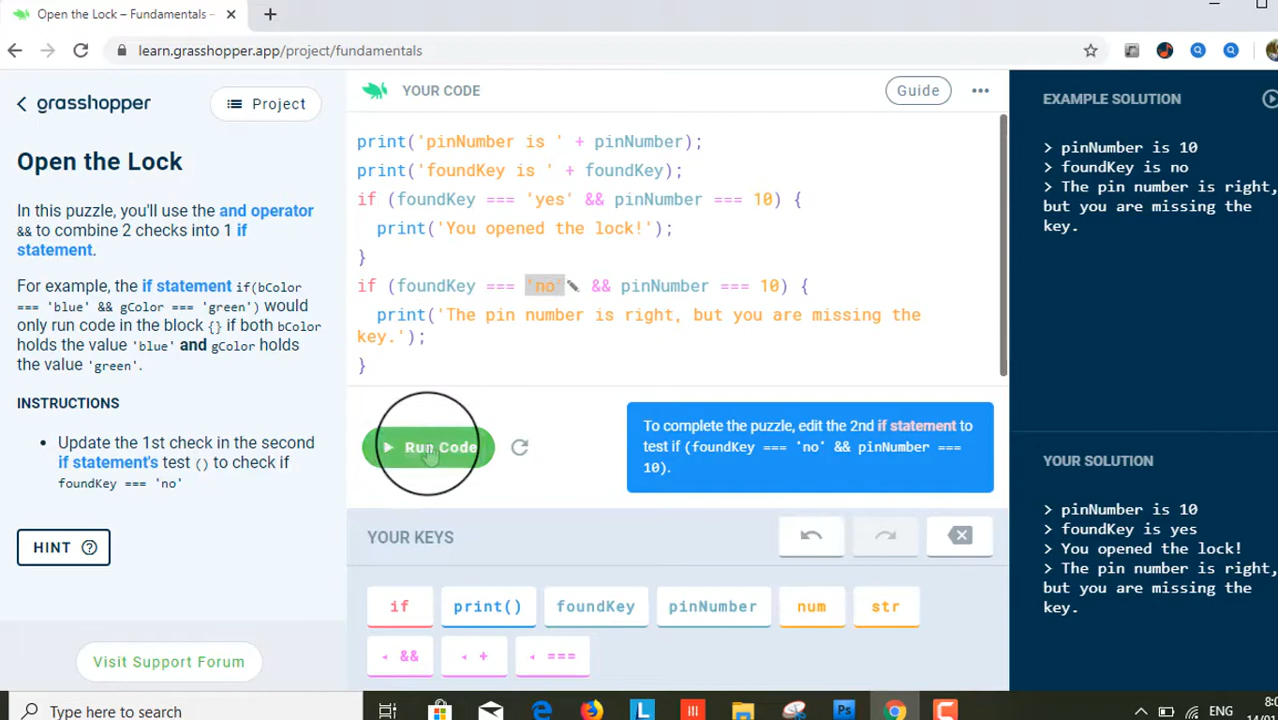 Open the Lock – Fundamentals –
learn.grasshopper.app/project/fundamentals
grasshopper
Project
Open the Lock
In this puzzle, you'll use the and operator
&& to combine 2 checks into 1 if
statement.
For example, the if statement if(bColor
=== 'blue' && gColor === 'green') would
only run code in the block {} if both bColor
holds the value 'blue' and gColor holds
the value 'green'.
INSTRUCTIONS
• Update the 1st check in the second
if statement's test () to check if
foundKey === 'no'
HINT
Visit Support Forum
YOUR CODE
Guide
print('pinNumber is ' + pinNumber);
print('foundKey is ' + foundKey);
if (foundKey === 'yes' && pinNumber === 10) {
print('You opened the lock!');
}
if (foundKey === 'no' && pinNumber === 10) {
print('The pin number is right, but you are missing the
key.');
}
Run Code
To complete the puzzle, edit the 2nd if statement to
test if (foundKey === 'no' && pinNumber ===
10).
YOUR KEYS
if print() foundKey pinNumber num str
&& + ===
EXAMPLE SOLUTION
> pinNumber is 10
> foundKey is no
> The pin number is right,
but you are missing the
key.
YOUR SOLUTION
> pinNumber is 10
> foundKey is yes
> You opened the lock!
> The pin number is right,
but you are missing the
key.
Type here to search
Ps
ENG